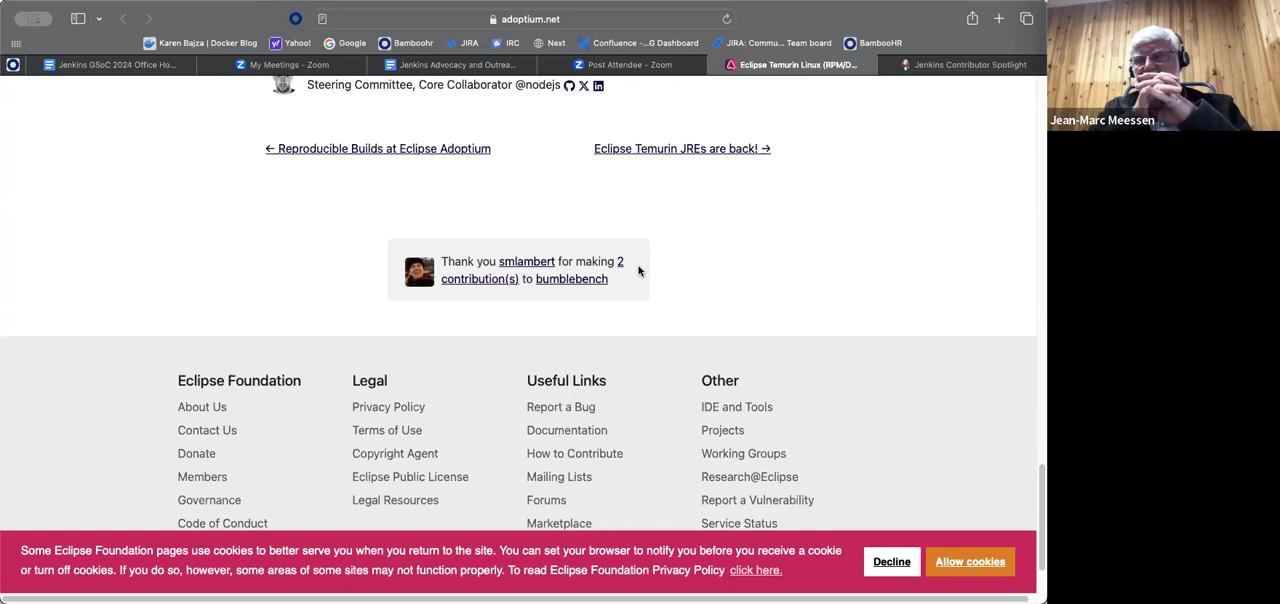 adoptium.net
Karen Bajza | Docker Blog
Yahoo!
Google
Bamboohr
JIRA
IRC
Next
Confluence -...G Dashboard
JIRA: Commu... Team board
BambooHR
Jenkins GSoC 2024 Office Ho...
My Meetings - Zoom
Jenkins Advocacy and Outrea...
Post Attendee - Zoom
Eclipse Temurin Linux (RPM/D...
Jenkins Contributor Spotlight
Steering Committee, Core Collaborator @nodejs
Jean-Marc Meessen
← Reproducible Builds at Eclipse Adoptium
Eclipse Temurin JREs are back! →
Thank you smlambert for making 2
contribution(s) to bumblebench
Eclipse Foundation
About Us
Contact Us
Donate
Members
Governance
Code of Conduct
Legal
Privacy Policy
Terms of Use
Copyright Agent
Eclipse Public License
Legal Resources
Useful Links
Report a Bug
Documentation
How to Contribute
Mailing Lists
Forums
Marketplace
Other
IDE and Tools
Projects
Working Groups
Research@Eclipse
Report a Vulnerability
Service Status
Some Eclipse Foundation pages use cookies to better serve you when you return to the site. You can set your browser to notify you before you receive a cookie
or turn off cookies. If you do so, however, some areas of some sites may not function properly. To read Eclipse Foundation Privacy Policy click here.
Decline
Allow cookies